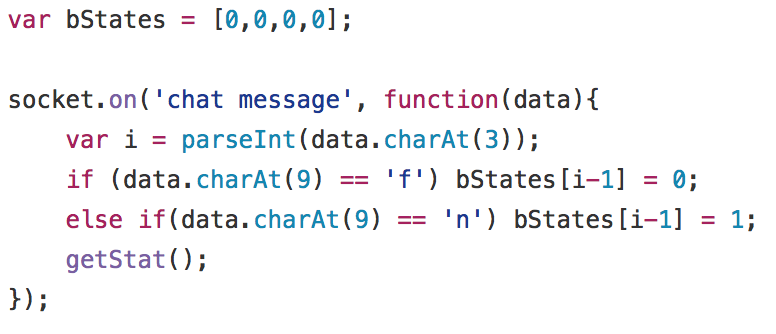 var bStates = [0,0,0,0];

socket.on('chat message', function(data){
    var i = parseInt(data.charAt(3));
    if (data.charAt(9) == 'f') bStates[i-1] = 0;
    else if(data.charAt(9) == 'n') bStates[i-1] = 1;
    getStat();
});